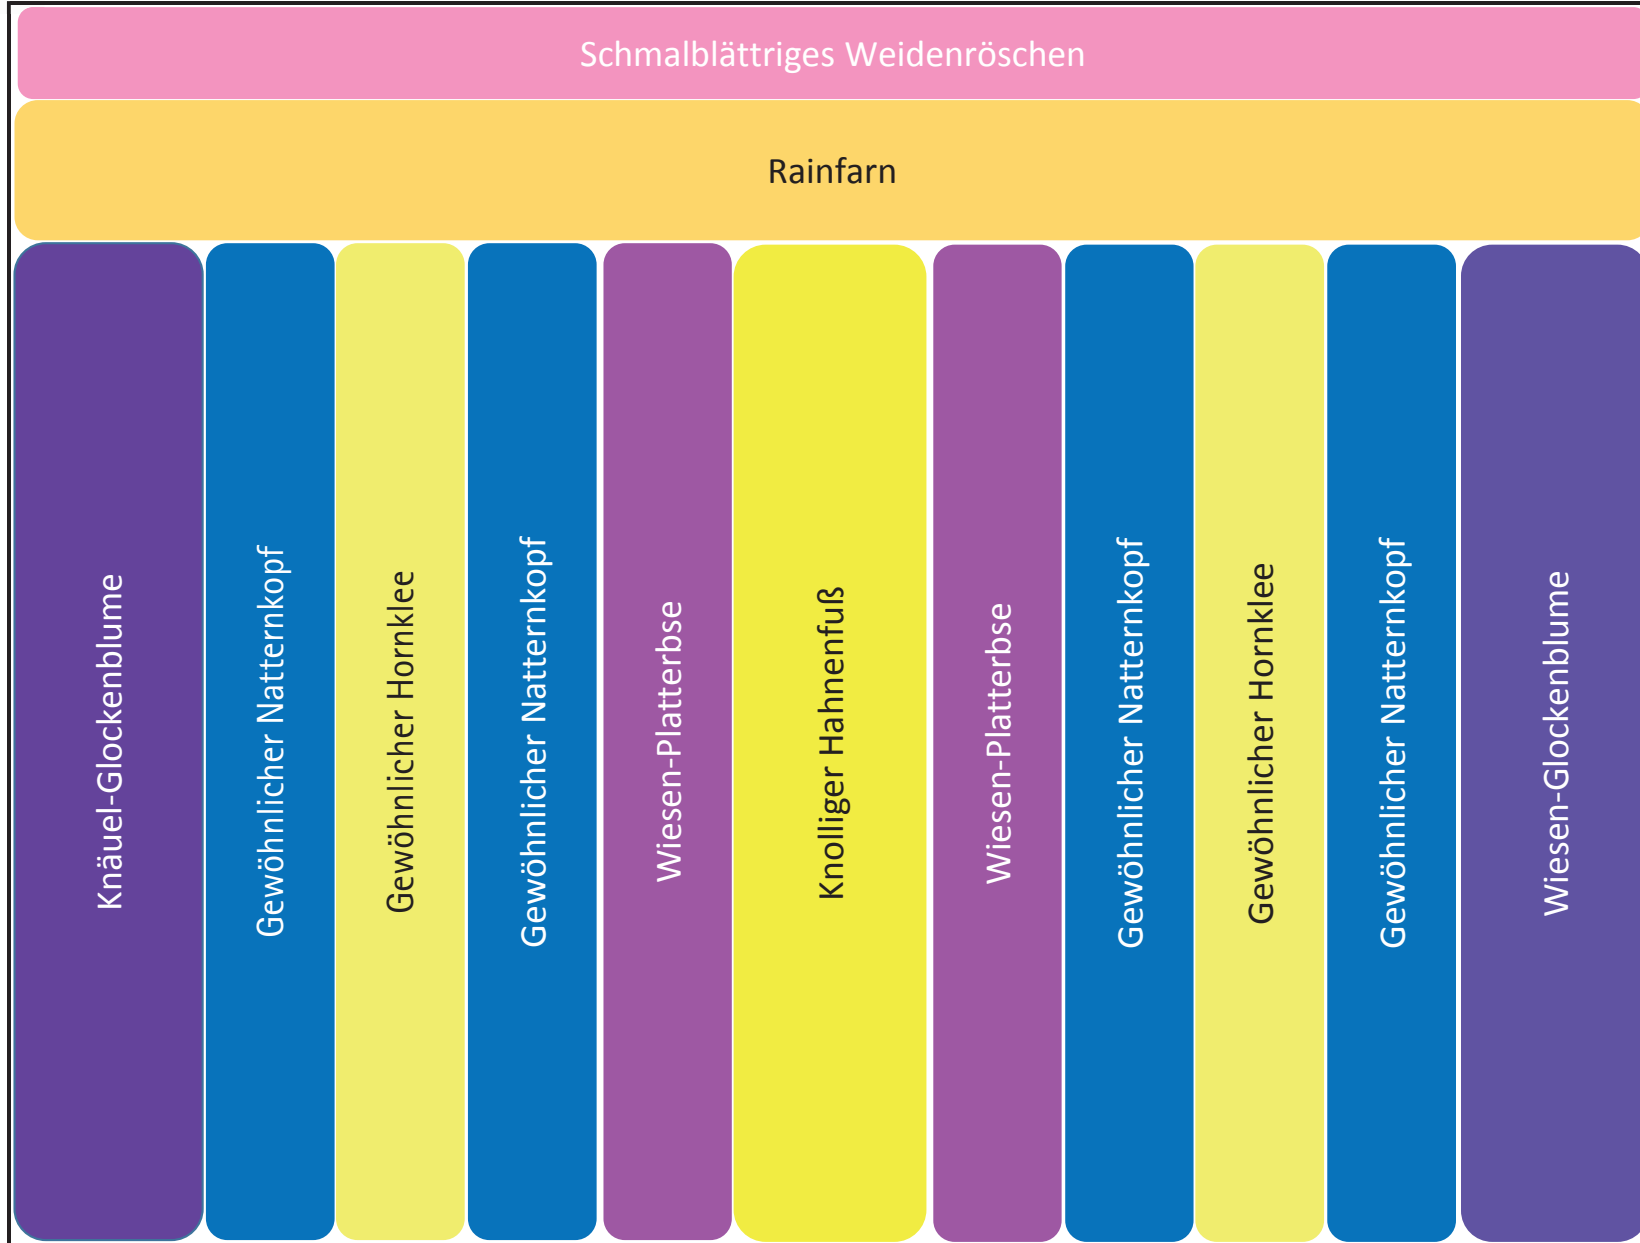 Schmalblättriges Weidenröschen
Rainfarn
Knäuel-Glockenblume
Gewöhnlicher Natternkopf
Gewöhnlicher Hornklee
Gewöhnlicher Natternkopf
Wiesen-Platterbse
Knolliger Hahnenfuß
Wiesen-Platterbse
Gewöhnlicher Natternkopf
Gewöhnlicher Hornklee
Gewöhnlicher Natternkopf
Wiesen-Glockenblume